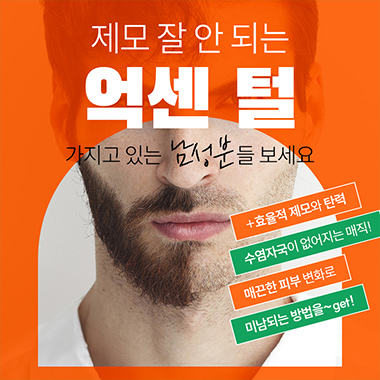 제모 잘 안 되는
억센 털
가지고 있는 남성분들 보세요
+효율적 제모와 탄력
수염자국이 없어지는 매직!
매끈한 피부 변화로
미남되는 방법을~get!